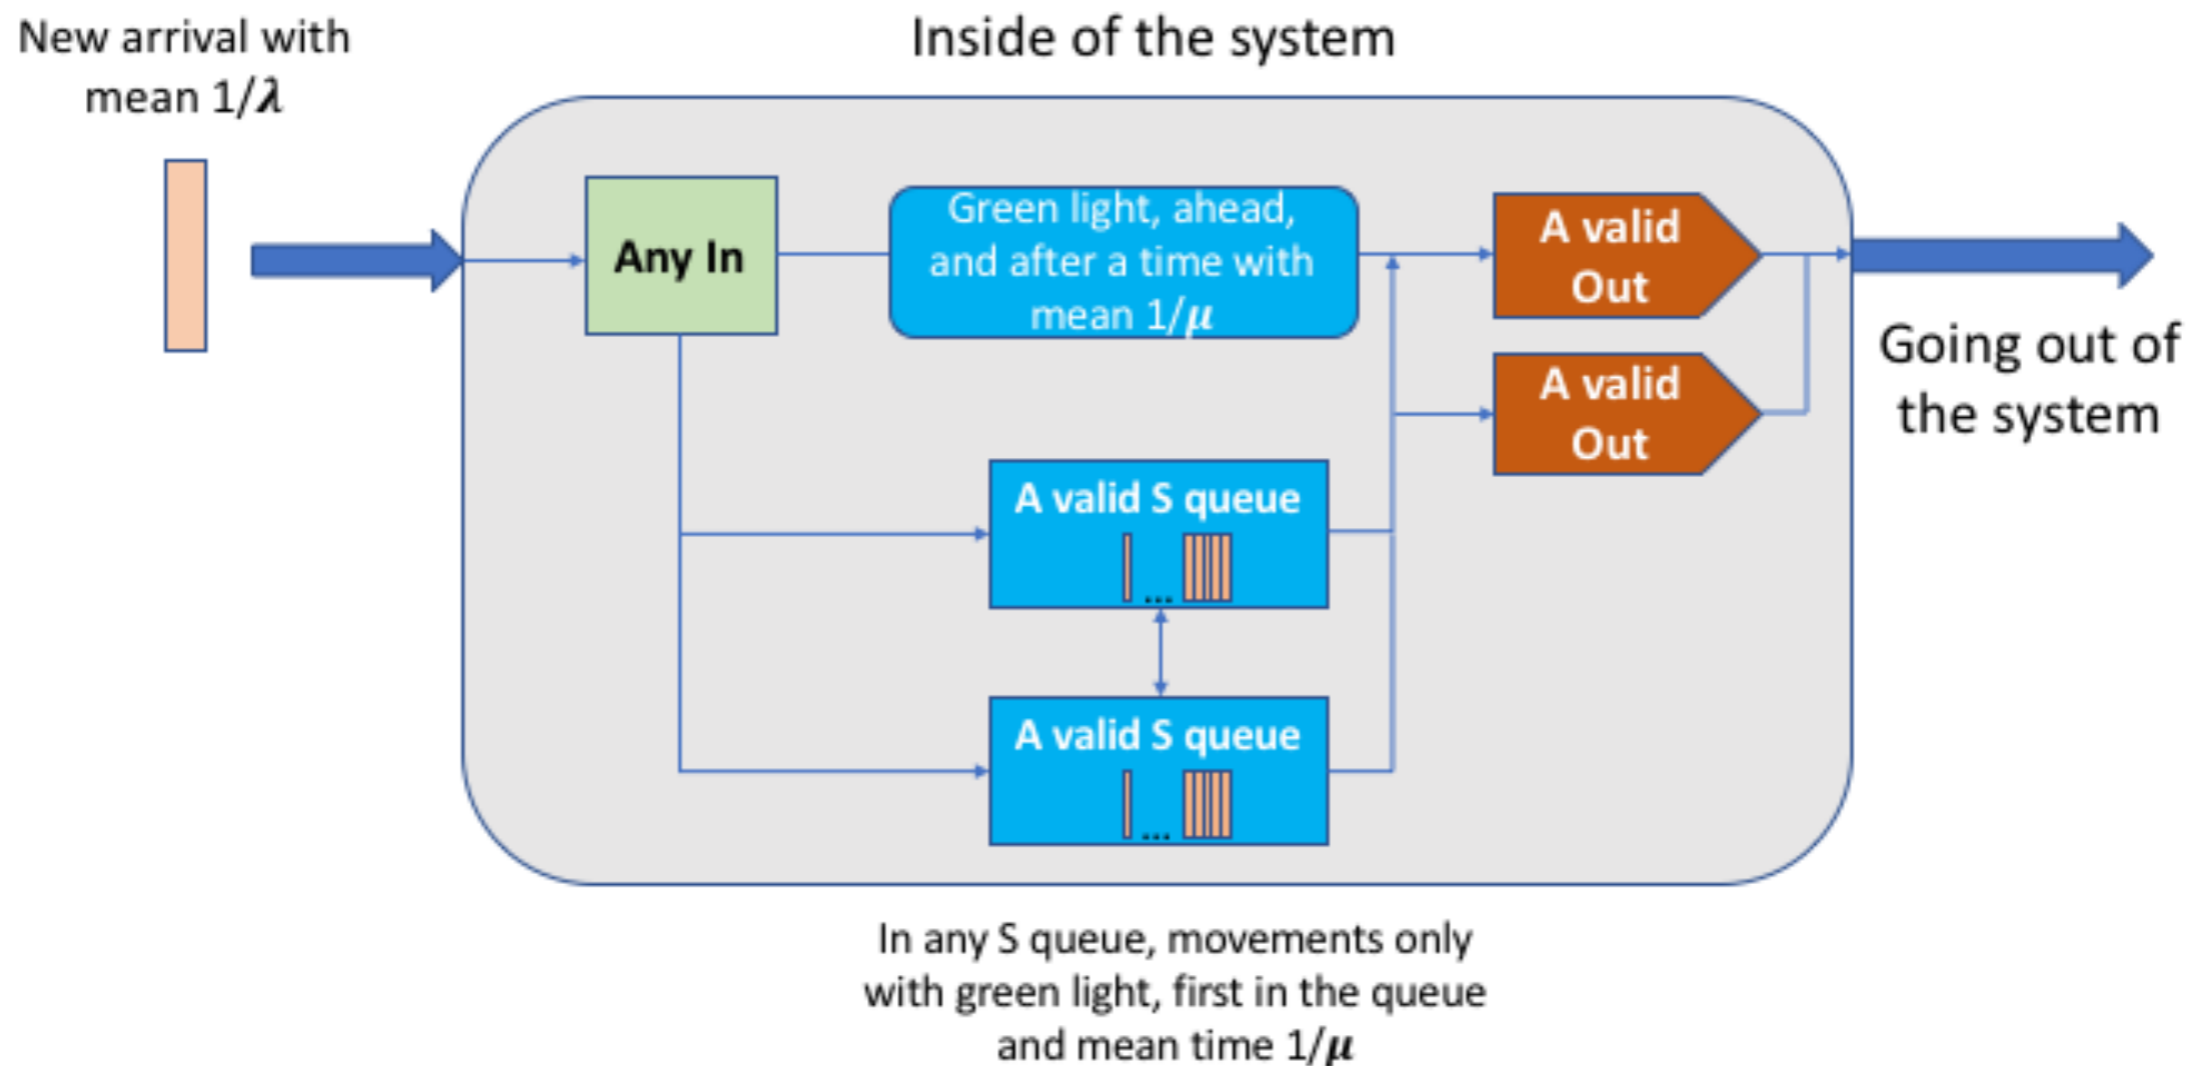 New arrival with
mean 1/λ
Inside of the system
Any In
Green light, ahead,
and after a time with
mean 1/μ
A valid
Out
A valid
Out
Going out of
the system
A valid S queue
...
A valid S queue
...
In any S queue, movements only
with green light, first in the queue
and mean time 1/μ